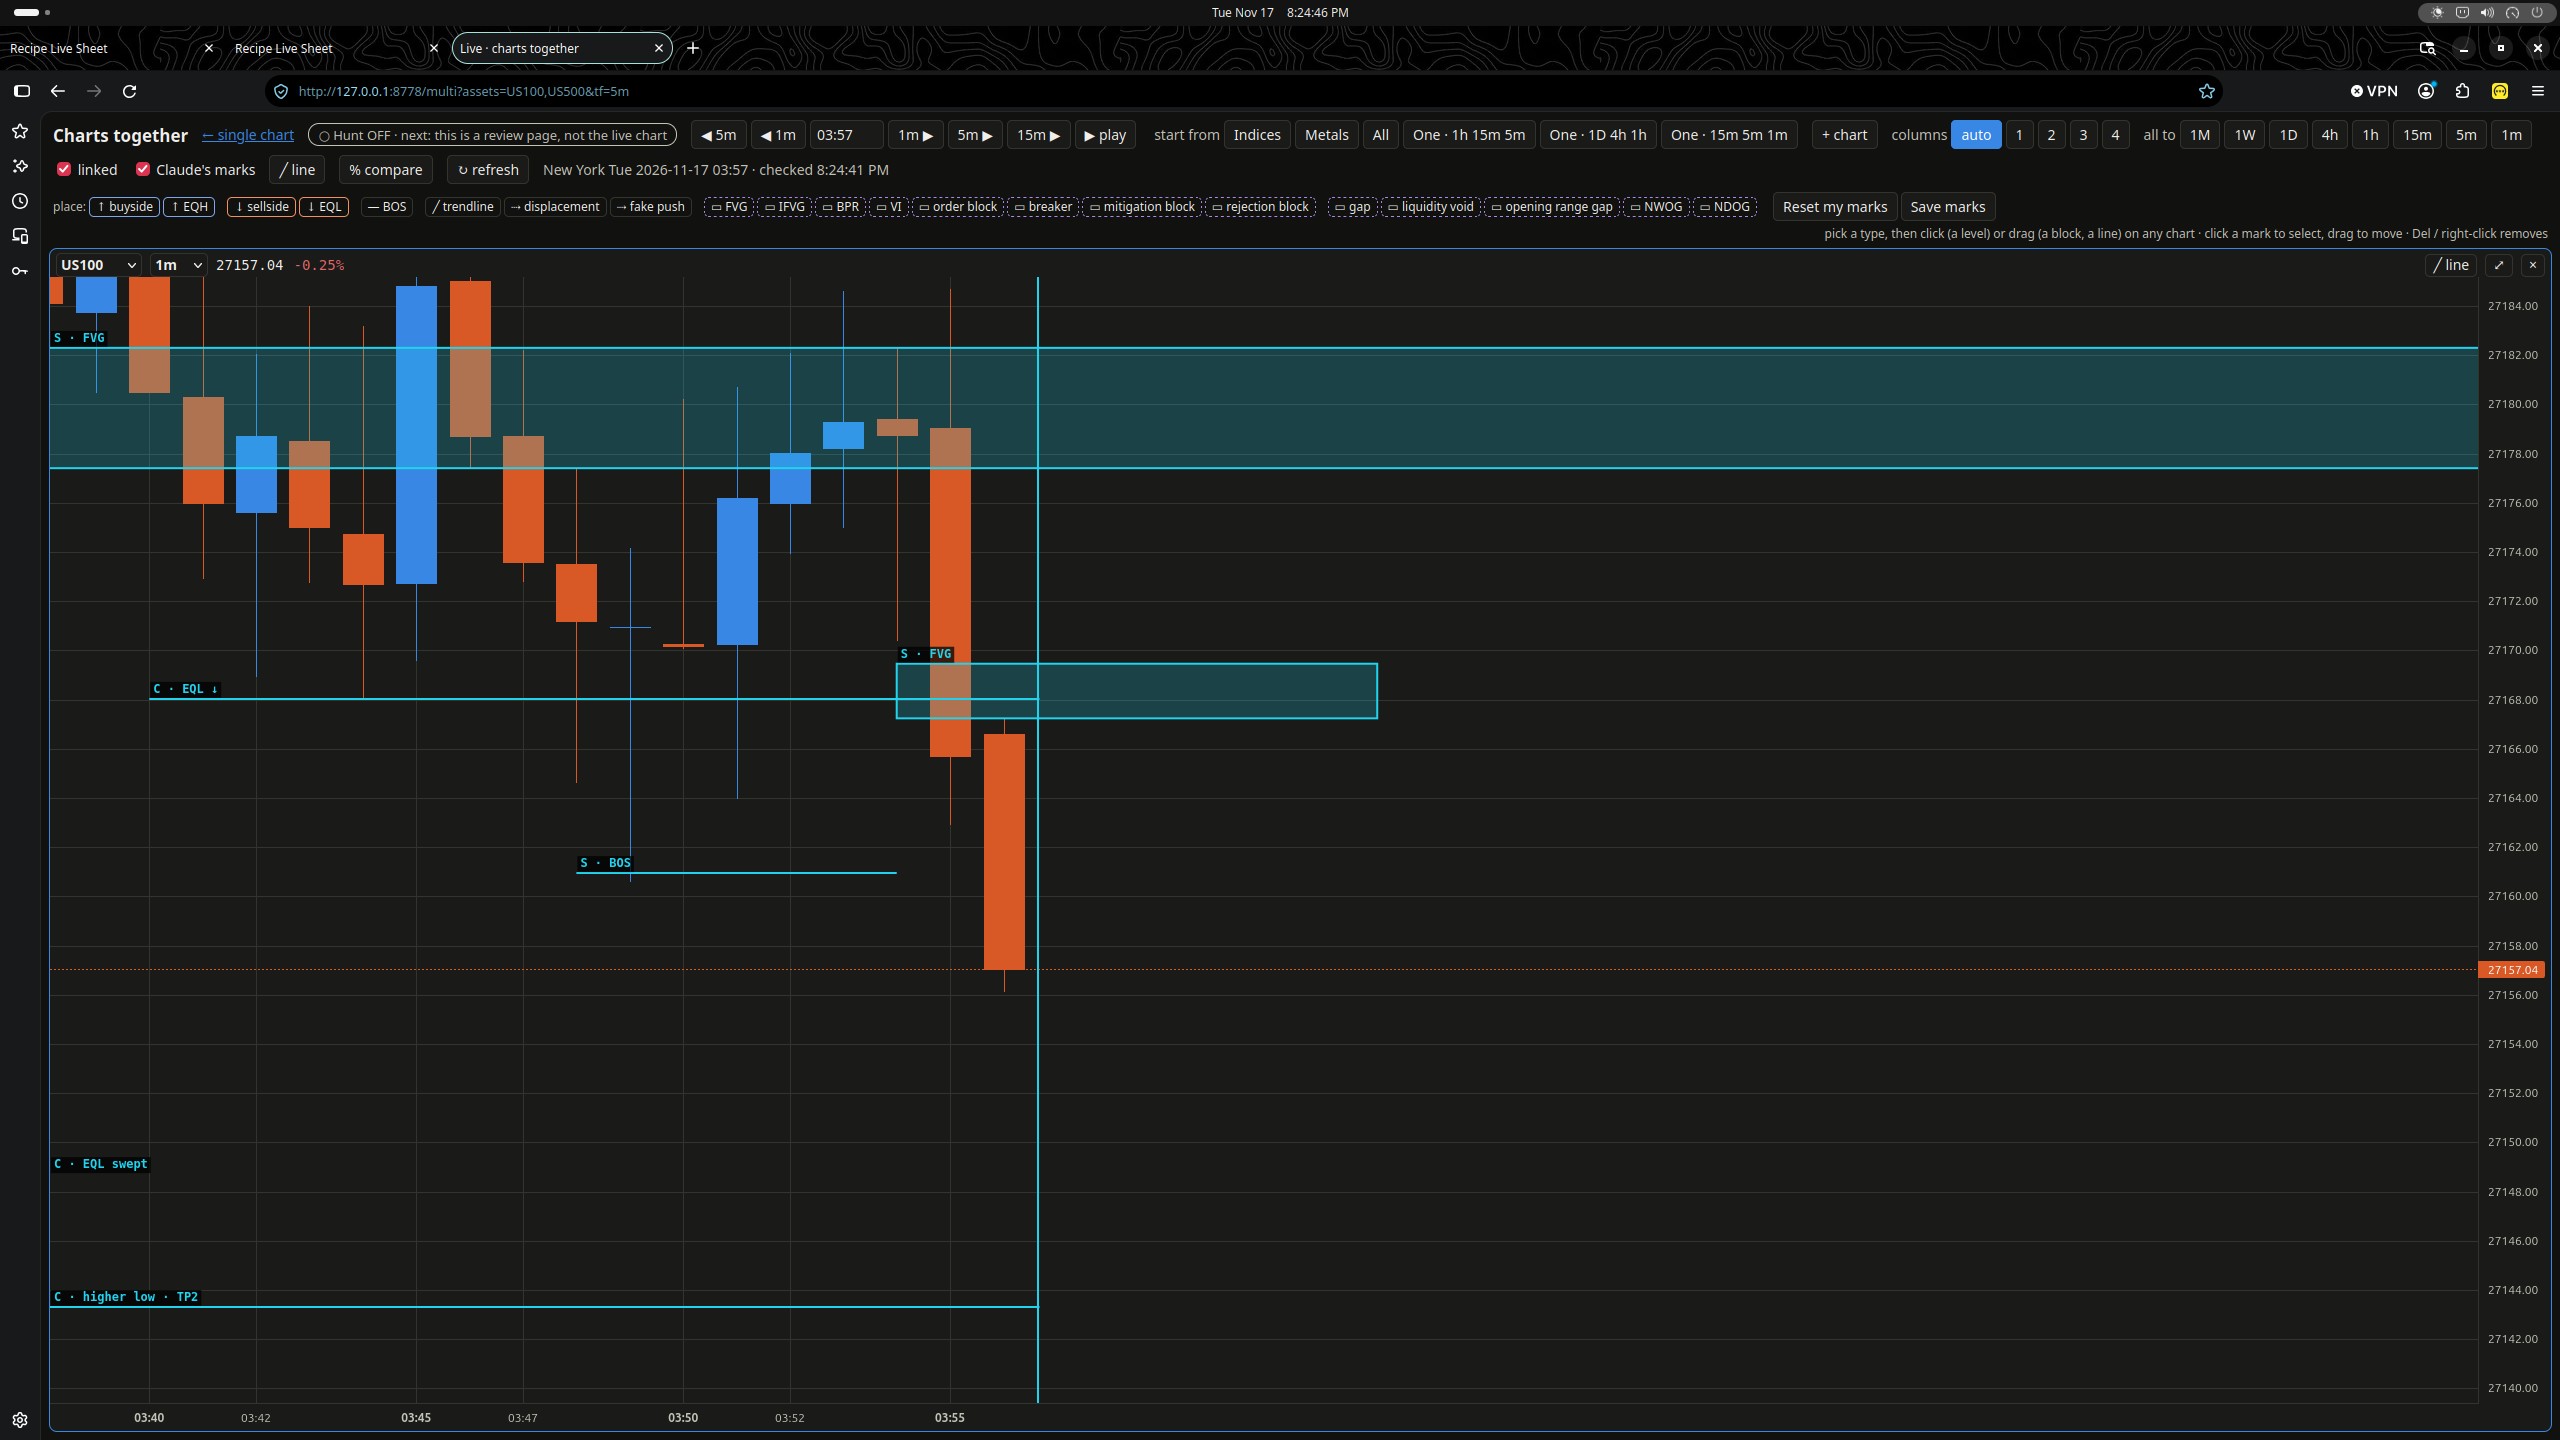 Tue Nov 17 8:24:46 PM
Recipe Live Sheet
Recipe Live Sheet
Live · charts together
http://127.0.0.1:8778/multi?assets=US100,US500&tf=5m
VPN
Charts together ← single chart ○ Hunt OFF · next: this is a review page, not the live chart ◀ 5m ◀ 1m 03:57 1m ▶ 5m ▶ 15m ▶ ▶ play start from Indices Metals All One · 1h 15m 5m One · 1D 4h 1h One · 15m 5m 1m + chart columns auto 1 2 3 4 all to 1M 1W 1D 4h 1h 15m 5m 1m
linked Claude's marks ╱ line % compare ↻ refresh New York Tue 2026-11-17 03:57 · checked 8:24:41 PM
place: ↑ buyside ↑ EQH ↓ sellside ↓ EQL — BOS ╱ trendline → displacement → fake push ▭ FVG ▭ IFVG ▭ BPR ▭ VI ▭ order block ▭ breaker ▭ mitigation block ▭ rejection block ▭ gap ▭ liquidity void ▭ opening range gap ▭ NWOG ▭ NDOG Reset my marks Save marks
pick a type, then click (a level) or drag (a block, a line) on any chart · click a mark to select, drag to move · Del / right-click removes
US100 1m 27157.04 -0.25% ╱ line ⤢ ×
27184.00
S · FVG
27182.00
27180.00
27178.00
27176.00
27174.00
27172.00
27170.00
S · FVG
C · EQL ↓
27168.00
27166.00
27164.00
27162.00
S · BOS
27160.00
27158.00
27157.04
27156.00
27154.00
27152.00
27150.00
C · EQL swept
27148.00
27146.00
27144.00
C · higher low · TP2
27142.00
27140.00
03:40 03:42 03:45 03:47 03:50 03:52 03:55